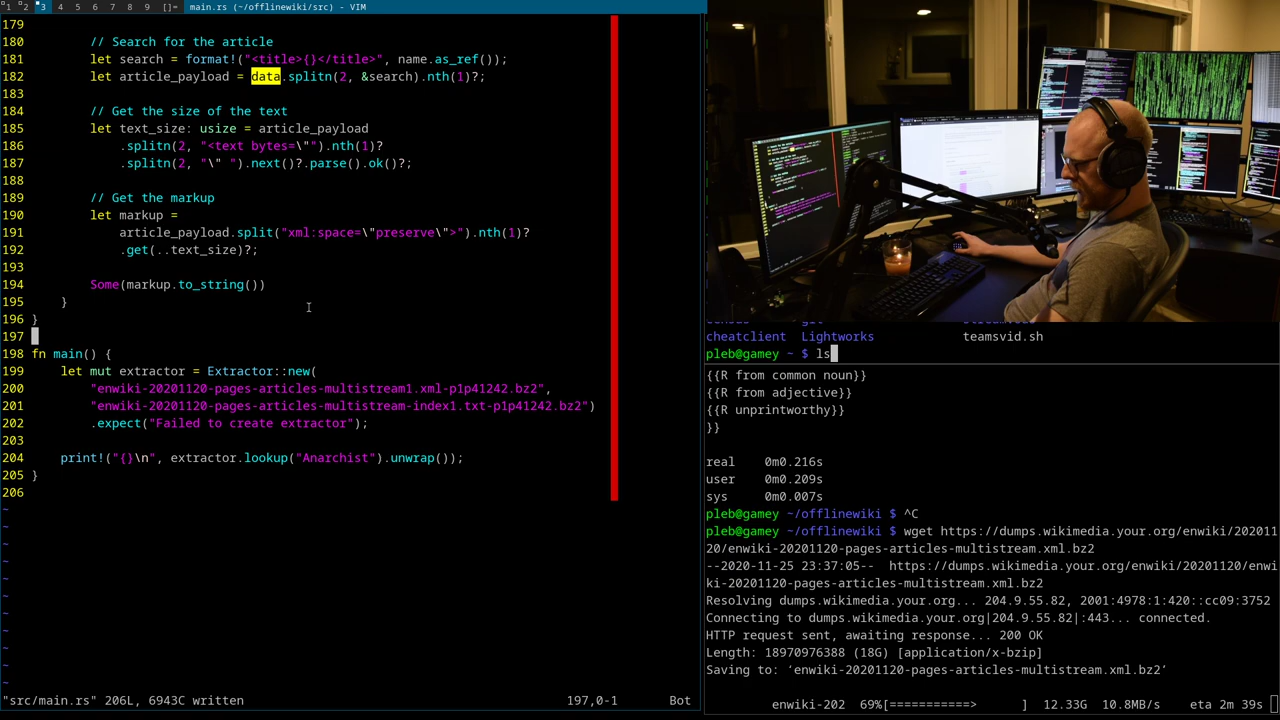 1 2 3 4 5 6 7 8 9 []= main.rs (~/offlinewiki/src) - VIM
179
180 // Search for the article
181 let search = format!("<title>{}</title>", name.as_ref());
182 let article_payload = data.splitn(2, &search).nth(1)?;
183
184 // Get the size of the text
185 let text_size: usize = article_payload
186 .splitn(2, "<text bytes=\"").nth(1)?
187 .splitn(2, "\" ").next()?.parse().ok()?;
188
189 // Get the markup
190 let markup =
191 article_payload.split("xml:space=\"preserve\">").nth(1)?
192 .get(..text_size)?;
193
194 Some(markup.to_string())
195 }
196 }
197
198 fn main() {
199 let mut extractor = Extractor::new(
200 "enwiki-20201120-pages-articles-multistream1.xml-p1p41242.bz2",
201 "enwiki-20201120-pages-articles-multistream-index1.txt-p1p41242.bz2")
202 .expect("Failed to create extractor");
203
204 print!("{}\n", extractor.lookup("Anarchist").unwrap());
205 }
206
~
~
~
~
~
~
~
~
~
~
~
"src/main.rs" 206L, 6943C written 197,0-1 Bot
cheatclient Lightworks teamsvid.sh
pleb@gamey ~ $ ls
{{R from common noun}}
{{R from adjective}}
{{R unprintworthy}}
}}
real 0m0.216s
user 0m0.209s
sys 0m0.007s
pleb@gamey ~/offlinewiki $ ^C
pleb@gamey ~/offlinewiki $ wget https://dumps.wikimedia.your.org/enwiki/202011
20/enwiki-20201120-pages-articles-multistream.xml.bz2
--2020-11-25 23:37:05-- https://dumps.wikimedia.your.org/enwiki/20201120/enwi
ki-20201120-pages-articles-multistream.xml.bz2
Resolving dumps.wikimedia.your.org... 204.9.55.82, 2001:4978:1:420::cc09:3752
Connecting to dumps.wikimedia.your.org|204.9.55.82|:443... connected.
HTTP request sent, awaiting response... 200 OK
Length: 18970976388 (18G) [application/x-bzip]
Saving to: ‘enwiki-20201120-pages-articles-multistream.xml.bz2’
enwiki-202 69%[===========> ] 12.33G 10.8MB/s eta 2m 39s